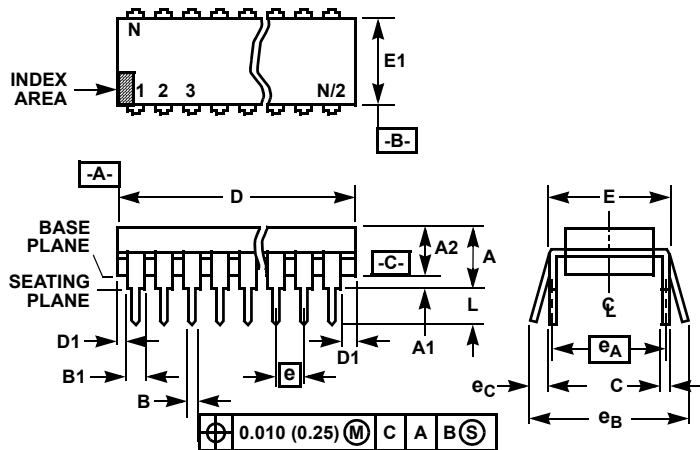 N
E1
INDEX
AREA
1 2 3 N/2
-B-
-A-
D
E
BASE
PLANE
A2
A
-C-
SEATING
PLANE
L
C̲L
D1
A1
D1
B1
e
eA
eC
C
B
eB
0.010 (0.25) M C A B S